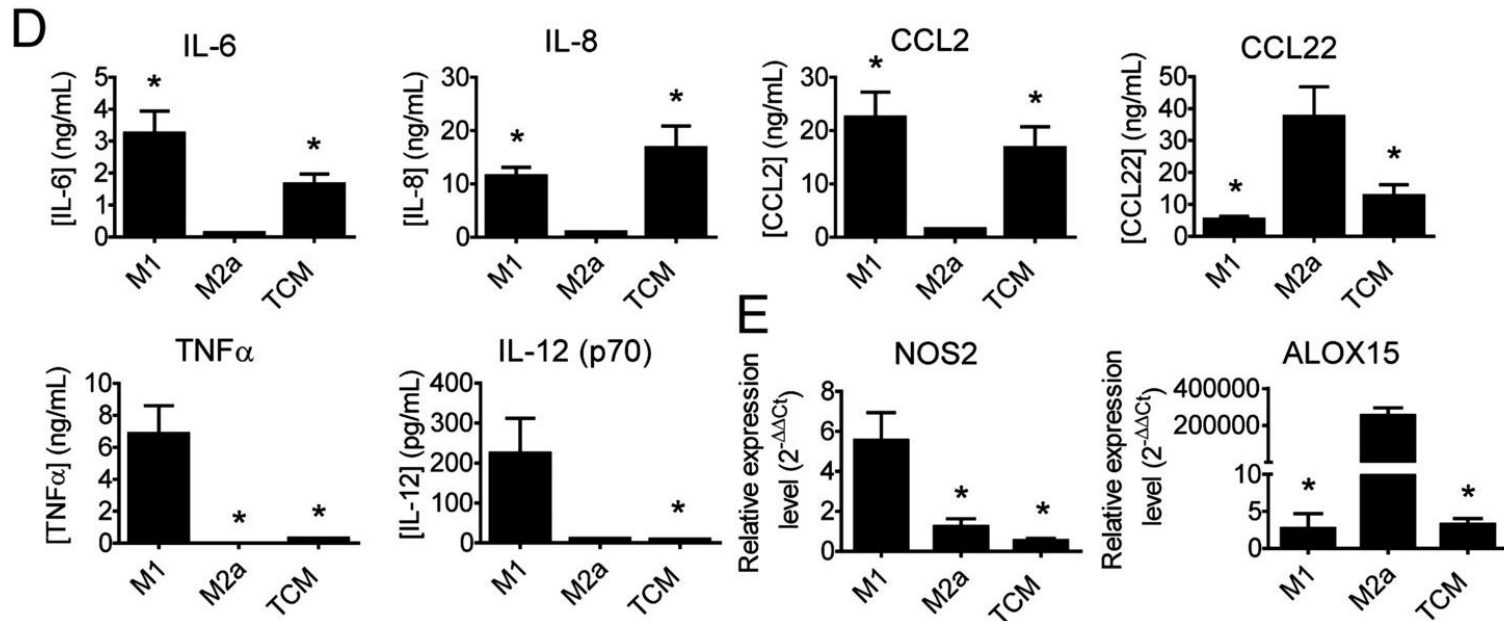 D
IL-6
[IL-6] (ng/mL)
5
4
3
2
1
0
*
*
M1
M2a
TCM
IL-8
[IL-8] (ng/mL)
30
20
10
0
*
*
M1
M2a
TCM
CCL2
[CCL2] (ng/mL)
30
20
10
0
*
*
M1
M2a
TCM
CCL22
[CCL22] (ng/mL)
50
40
30
20
10
0
*
*
M1
M2a
TCM
TNFα
[TNFα] (ng/mL)
10
8
6
4
2
0
*
*
M1
M2a
TCM
IL-12 (p70)
[IL-12] (pg/mL)
400
300
200
100
0
*
M1
M2a
TCM
E
NOS2
Relative expression
level (2-ΔΔCt)
8
6
4
2
0
*
*
M1
M2a
TCM
ALOX15
Relative expression
level (2-ΔΔCt)
400000
200000
10
5
0
*
*
M1
M2a
TCM